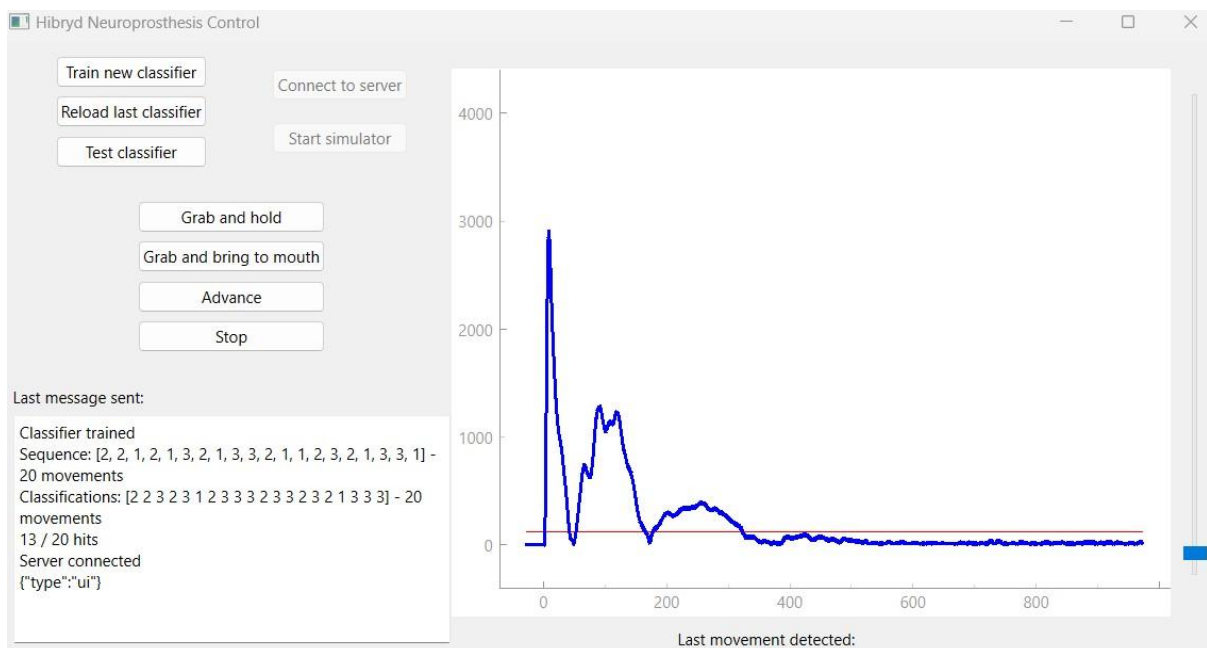 Hibryd Neuroprosthesis Control
Train new classifier
Connect to server
Reload last classifier
Start simulator
Test classifier
Grab and hold
Grab and bring to mouth
Advance
Stop
Last message sent:
Classifier trained
Sequence: [2, 2, 1, 2, 1, 3, 2, 1, 3, 3, 2, 1, 1, 2, 3, 2, 1, 3, 3, 1] -
20 movements
Classifications: [2 2 3 2 3 1 2 3 3 3 2 3 3 2 3 2 1 3 3 3] - 20
movements
13 / 20 hits
Server connected
{"type":"ui"}
4000
3000
2000
1000
0
0 200 400 600 800
Last movement detected: